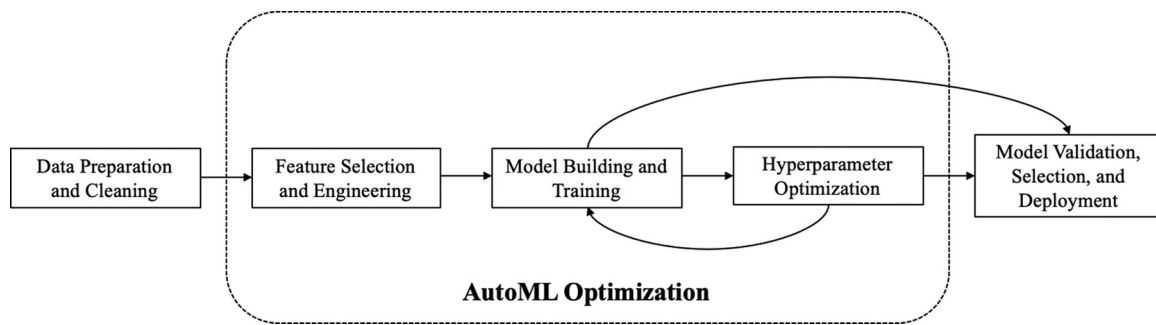 Data Preparation
and Cleaning
Feature Selection
and Engineering
Model Building and
Training
Hyperparameter
Optimization
Model Validation,
Selection, and
Deployment
AutoML Optimization